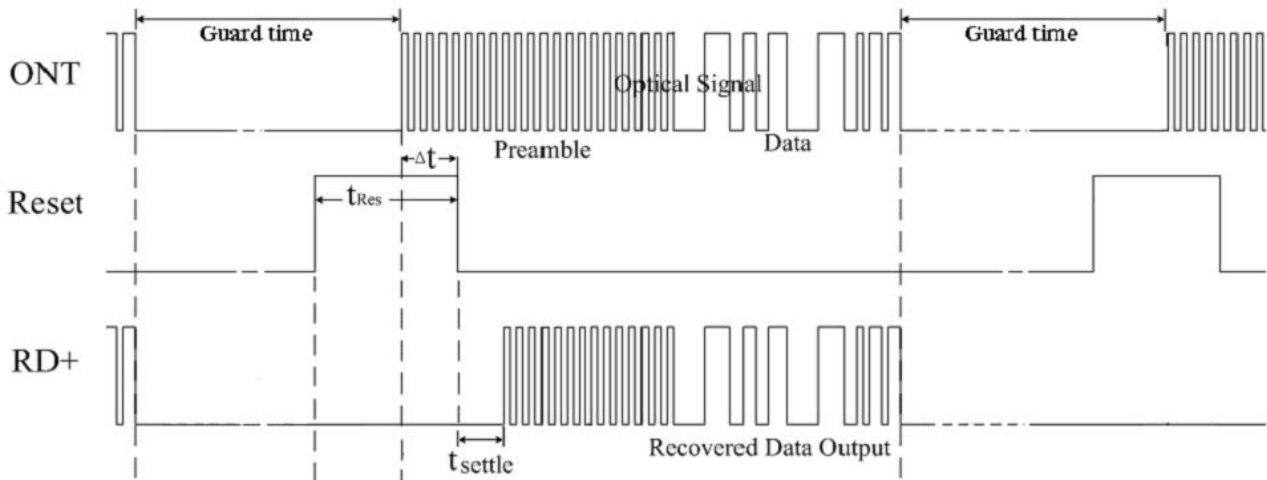 Guard time
Guard time
ONT
Optical Signal
Preamble
Data
Δt
Reset
tRes
RD+
Recovered Data Output
tsettle